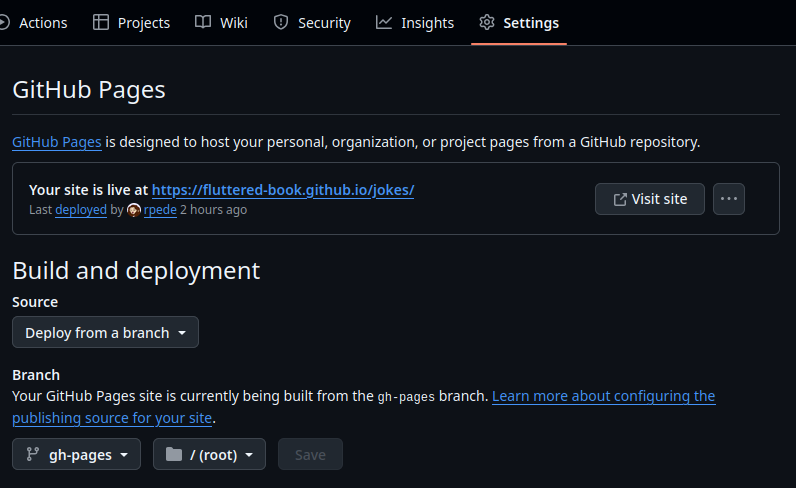 Actions Projects Wiki Security Insights Settings
GitHub Pages
GitHub Pages is designed to host your personal, organization, or project pages from a GitHub repository.
Your site is live at https://fluttered-book.github.io/jokes/
Last deployed by rpede 2 hours ago
Visit site
Build and deployment
Source
Deploy from a branch
Branch
Your GitHub Pages site is currently being built from the gh-pages branch. Learn more about configuring the
publishing source for your site.
gh-pages / (root) Save